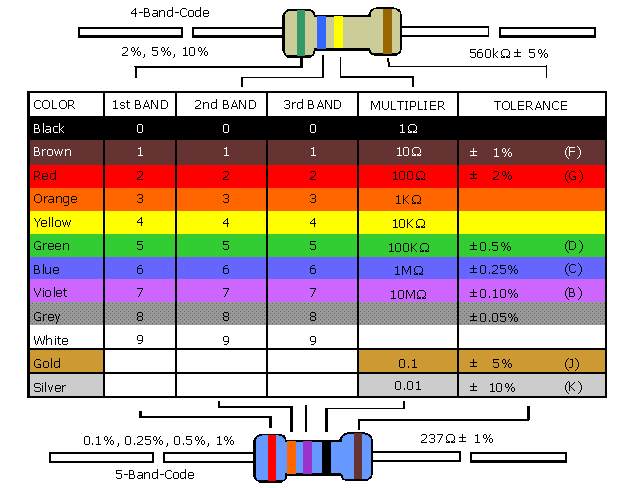 4-Band-Code
2%, 5%, 10%
560kΩ ± 5%
COLOR 1st BAND 2nd BAND 3rd BAND MULTIPLIER TOLERANCE
Black 0 0 0 1Ω
Brown 1 1 1 10Ω ± 1% (F)
Red 2 2 2 100Ω ± 2% (G)
Orange 3 3 3 1KΩ
Yellow 4 4 4 10KΩ
Green 5 5 5 100KΩ ±0.5% (D)
Blue 6 6 6 1MΩ ±0.25% (C)
Violet 7 7 7 10MΩ ±0.10% (B)
Grey 8 8 8 ±0.05%
White 9 9 9
Gold 0.1 ± 5% (J)
Silver 0.01 ± 10% (K)
0.1%, 0.25%, 0.5%, 1%
237Ω ± 1%
5-Band-Code